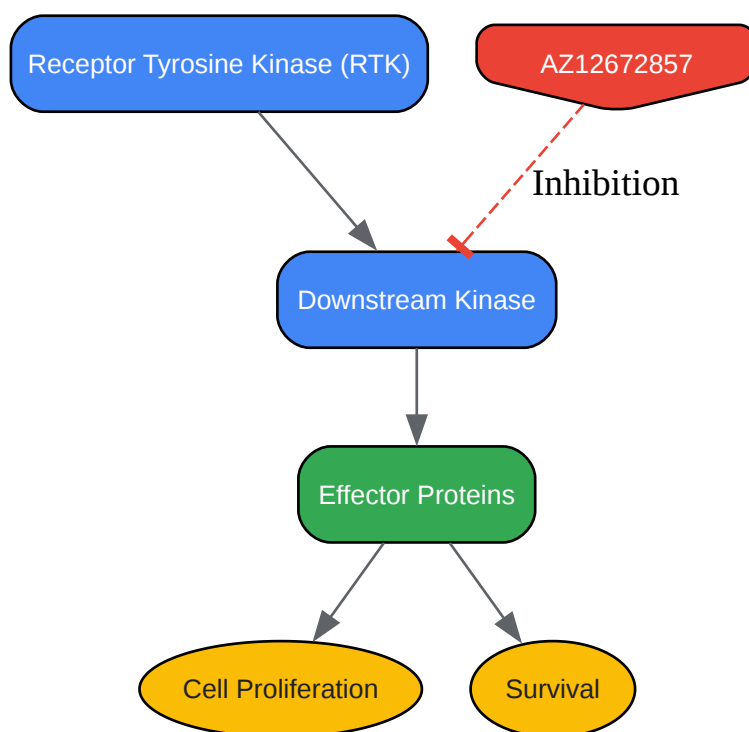 Receptor Tyrosine Kinase (RTK)
AZ12672857
Inhibition
Downstream Kinase
Effector Proteins
Cell Proliferation
Survival